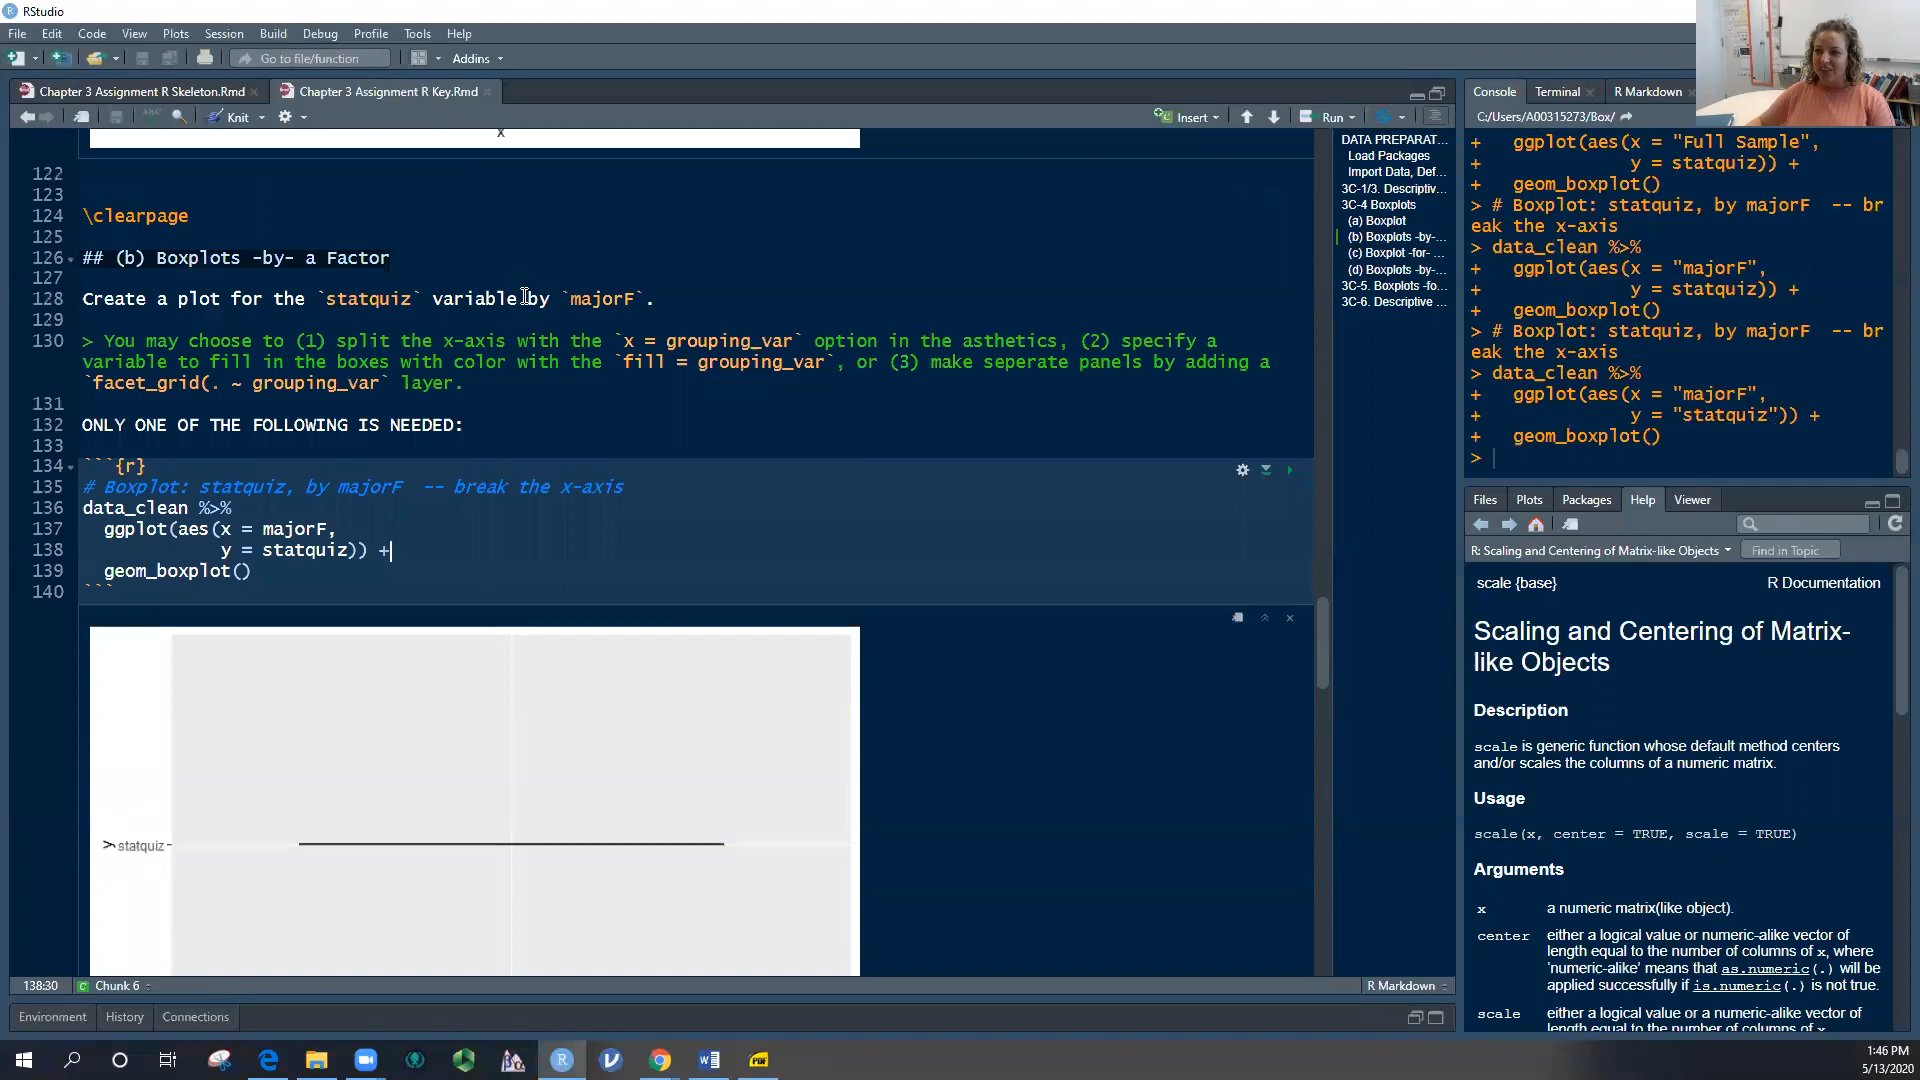 RStudio
File Edit Code View Plots Session Build Debug Profile Tools Help
Go to file/function Addins
Chapter 3 Assignment R Skeleton.Rmd Chapter 3 Assignment R Key.Rmd
ABC Knit Insert Run
x
122
123
124 \clearpage
125
126 ## (b) Boxplots -by- a Factor
127
128 Create a plot for the `statquiz` variable by `majorF`.
129
130 > You may choose to (1) split the x-axis with the `x = grouping_var` option in the asthetics, (2) specify a
variable to fill in the boxes with color with the `fill = grouping_var`, or (3) make seperate panels by adding a
`facet_grid(. ~ grouping_var` layer.
131
132 ONLY ONE OF THE FOLLOWING IS NEEDED:
133
134 ```{r}
135 # Boxplot: statquiz, by majorF -- break the x-axis
136 data_clean %>%
137 ggplot(aes(x = majorF,
138 y = statquiz)) +
139 geom_boxplot()
140 ```
> statquiz
138:30 Chunk 6 R Markdown
Environment History Connections
DATA PREPARAT...
Load Packages
Import Data, Def...
3C-1/3. Descriptiv...
3C-4 Boxplots
(a) Boxplot
(b) Boxplots -by-...
(c) Boxplot -for- ...
(d) Boxplots -by-...
3C-5. Boxplots -fo...
3C-6. Descriptive ...
Console Terminal R Markdown
C:/Users/A00315273/Box/
+ ggplot(aes(x = "Full Sample",
+ y = statquiz)) +
+ geom_boxplot()
> # Boxplot: statquiz, by majorF -- br
eak the x-axis
> data_clean %>%
+ ggplot(aes(x = "majorF",
+ y = statquiz)) +
+ geom_boxplot()
> # Boxplot: statquiz, by majorF -- br
eak the x-axis
> data_clean %>%
+ ggplot(aes(x = "majorF",
+ y = "statquiz")) +
+ geom_boxplot()
>
Files Plots Packages Help Viewer
R: Scaling and Centering of Matrix-like Objects Find in Topic
scale {base} R Documentation
Scaling and Centering of Matrix-
like Objects
Description
scale is generic function whose default method centers
and/or scales the columns of a numeric matrix.
Usage
scale(x, center = TRUE, scale = TRUE)
Arguments
x a numeric matrix(like object).
center either a logical value or numeric-alike vector of
length equal to the number of columns of x, where
‘numeric-alike’ means that as.numeric(.) will be
applied successfully if is.numeric(.) is not true.
scale either a logical value or a numeric-alike vector of
length equal to the number of columns of x
1:46 PM
5/13/2020